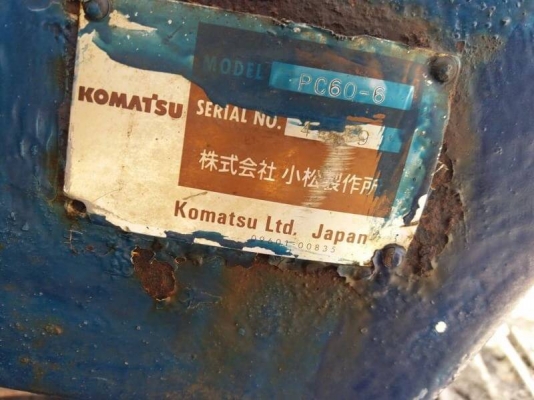 MODEL PC60-6
KOMATSU
SERIAL NO.
株式会社 小松製作所
Komatsu Ltd. Japan